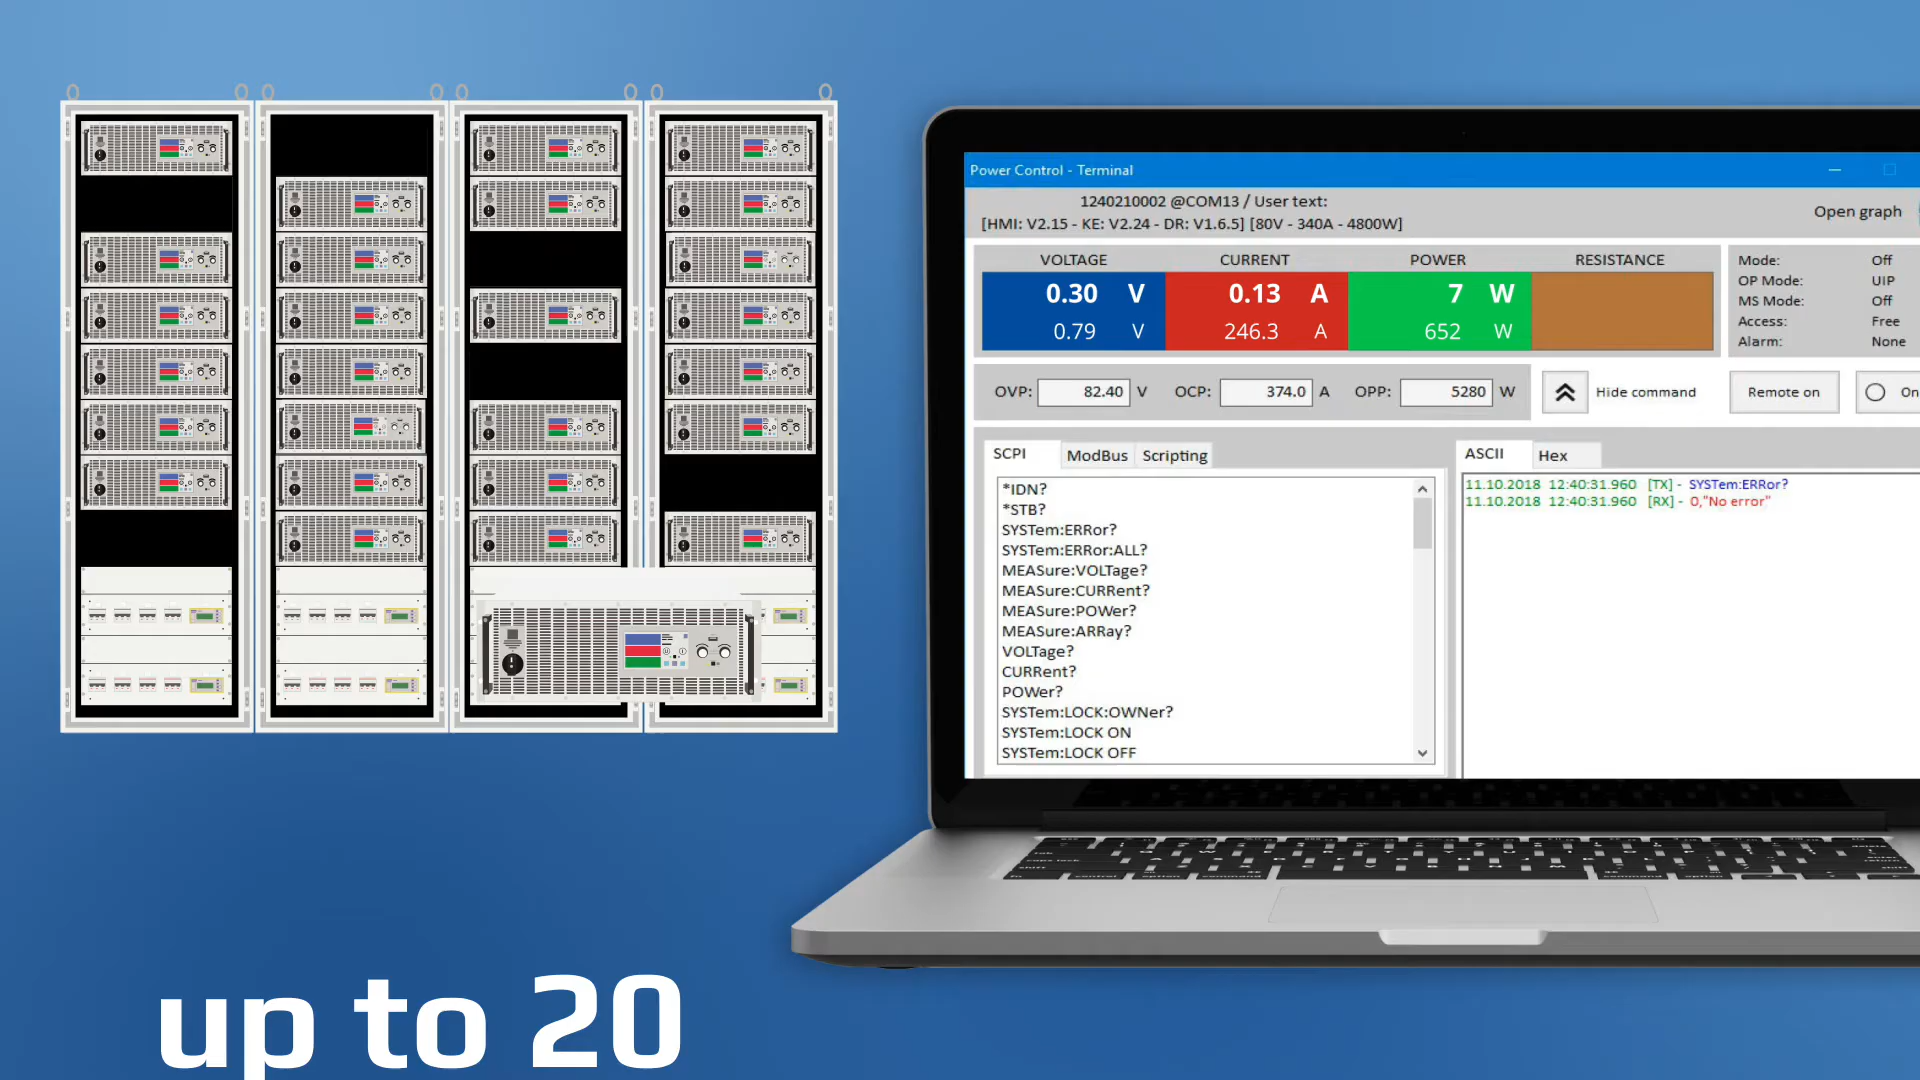 Power Control - Terminal
1240210002 @COM13 / User text:
[HMI: V2.15 - KE: V2.24 - DR: V1.6.5] [80V - 340A - 4800W]
Open graph
VOLTAGE CURRENT POWER RESISTANCE
0.30 V 0.13 A 7 W
0.79 V 246.3 A 652 W
Mode: Off
OP Mode: UIP
MS Mode: Off
Access: Free
Alarm: None
OVP: 82.40 V OCP: 374.0 A OPP: 5280 W
Hide command
Remote on
On
SCPI ModBus Scripting
*IDN?
*STB?
SYSTem:ERRor?
SYSTem:ERRor:ALL?
MEASure:VOLTage?
MEASure:CURRent?
MEASure:POWer?
MEASure:ARRay?
VOLTage?
CURRent?
POWer?
SYSTem:LOCK:OWNer?
SYSTem:LOCK ON
SYSTem:LOCK OFF
ASCII Hex
11.10.2018 12:40:31.960 [TX] - SYSTem:ERRor?
11.10.2018 12:40:31.960 [RX] - 0,"No error"
up to 20